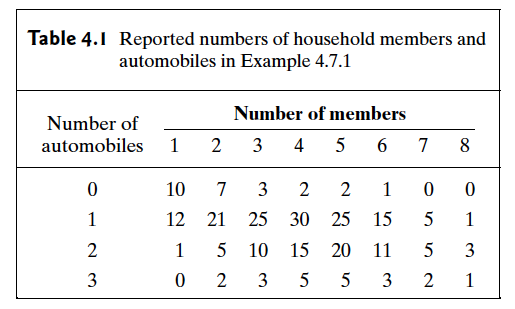 Table 4.1 Reported numbers of household members and
automobiles in Example 4.7.1
Number of members
Number of
automobiles 1 2 3 4 5 6 7 8
0 10 7 3 2 2 1 0 0
1 12 21 25 30 25 15 5 1
2 1 5 10 15 20 11 5 3
3 0 2 3 5 5 3 2 1